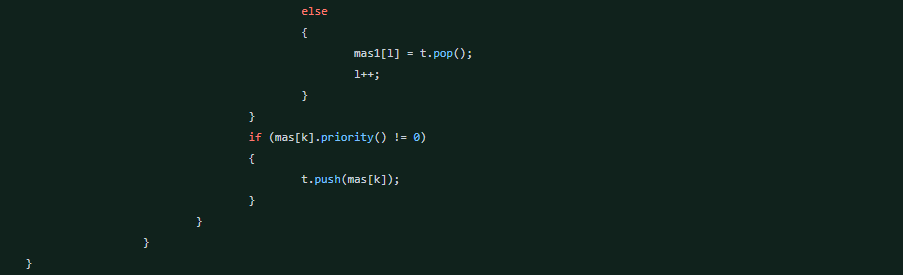 else
{
mas1[l] = t.pop();
l++;
}
}
if (mas[k].priority() != 0)
{
t.push(mas[k]);
}
}
}
}